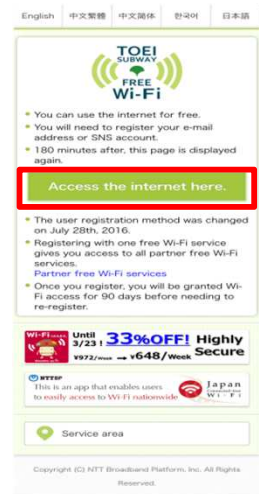 English 中文繁體 中文简体 한국어 日本語
TOEI
SUBWAY
FREE
Wi-Fi
You can use the internet for free.
You will need to register your e-mail
address or SNS account.
180 minutes after, this page is displayed
again.
Access the internet here.
The user registration method was changed
on July 28th, 2016.
Registering with one free Wi-Fi service
gives you access to all partner free Wi-Fi
services.
Partner free Wi-Fi services
Once you register, you will be granted Wi-
Fi access for 90 days before needing to
re-register.
Until 3/23! 33%OFF! Highly
¥972/Week → ¥648/Week Secure
This is an app that enables users
to easily access to Wi-Fi nationwide
Japan
Wi-Fi
Service area
Copyright (C) NTT Broadband Platform, Inc. All Rights
Reserved.